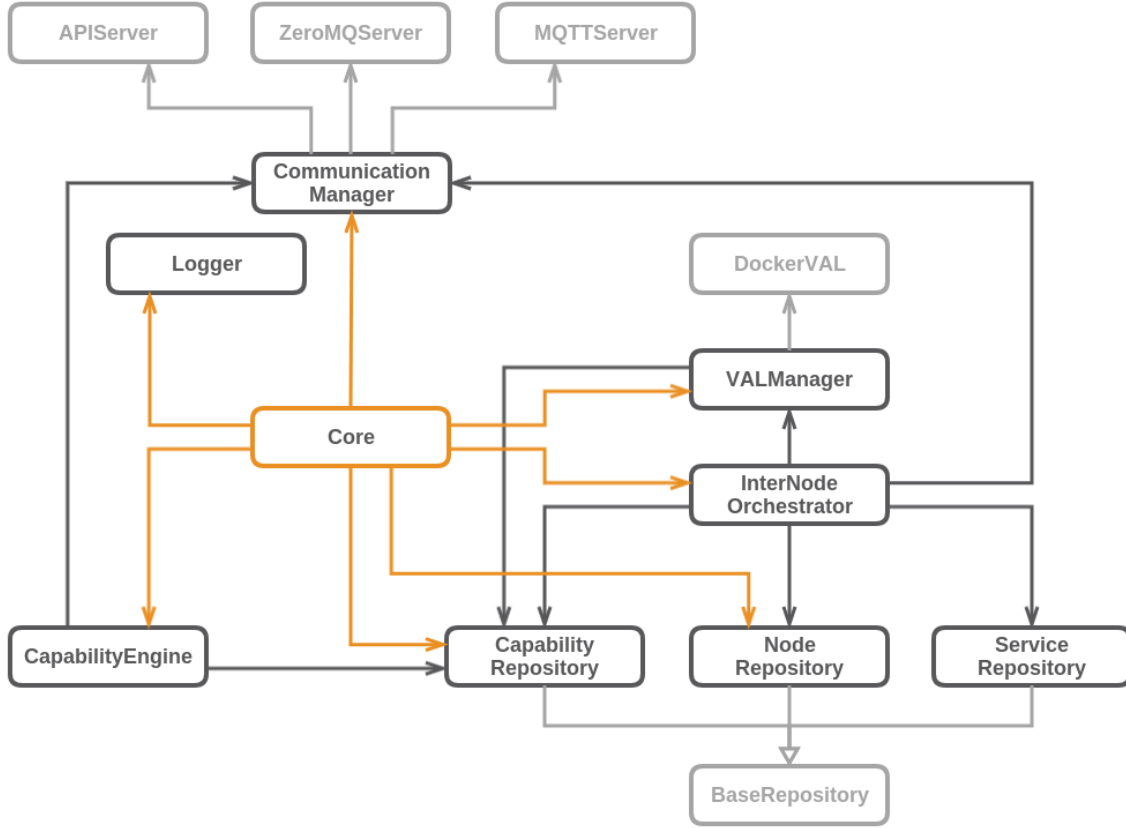 APIServer
ZeroMQServer
MQTTServer
Communication
Manager
Logger
DockerVAL
VALManager
Core
InterNode
Orchestrator
CapabilityEngine
Capability
Repository
Node
Repository
Service
Repository
BaseRepository